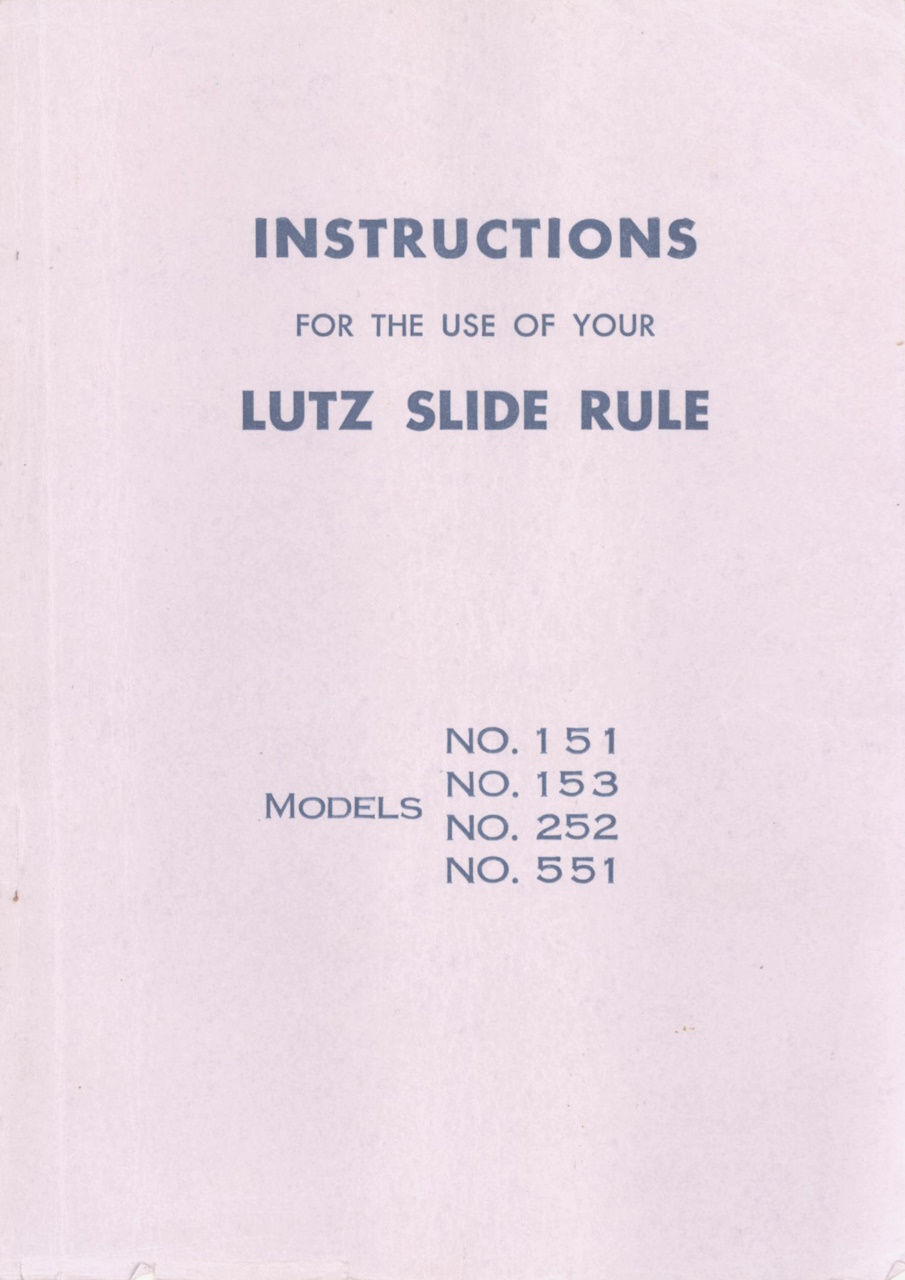 INSTRUCTIONS
FOR THE USE OF YOUR
LUTZ SLIDE RULE
MODELS
NO. 151
NO. 153
NO. 252
NO. 551